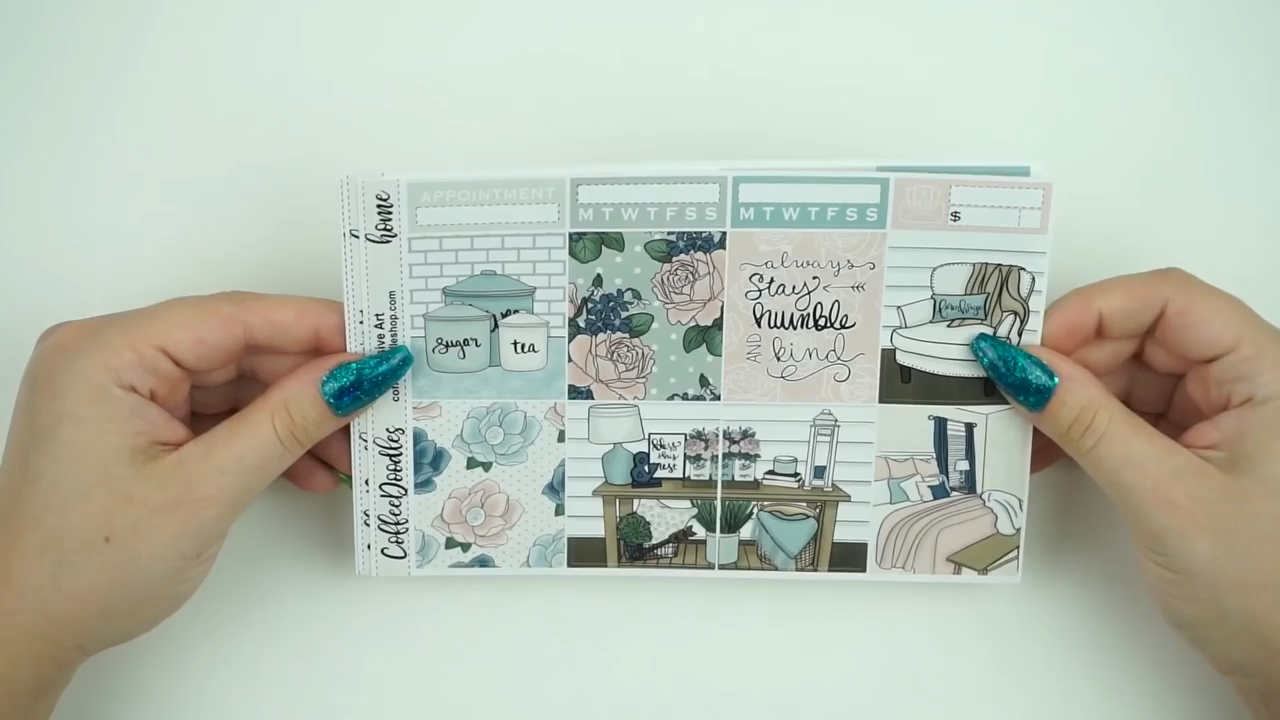 home
CoffeeDoodles
APPOINTMENT
MTWTFSS
MTWTFSS
$
sugar
tea
always
Stay
humble
AND kind